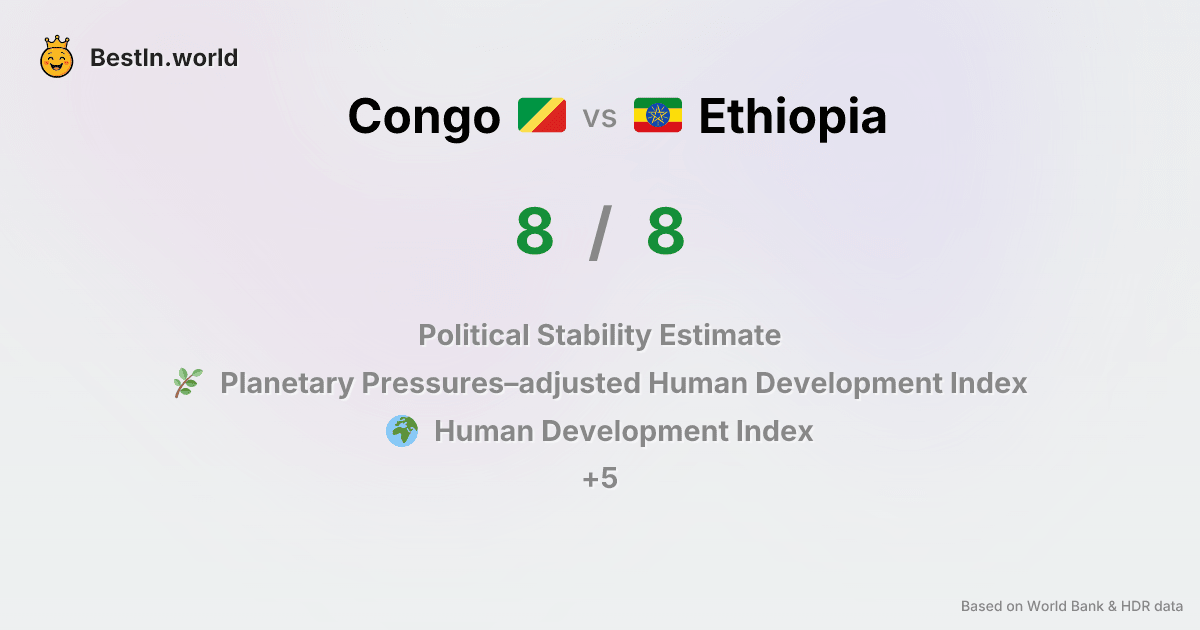 BestIn.world
Congo vs Ethiopia
8 / 8
Political Stability Estimate
Planetary Pressures–adjusted Human Development Index
Human Development Index
+5
Based on World Bank & HDR data